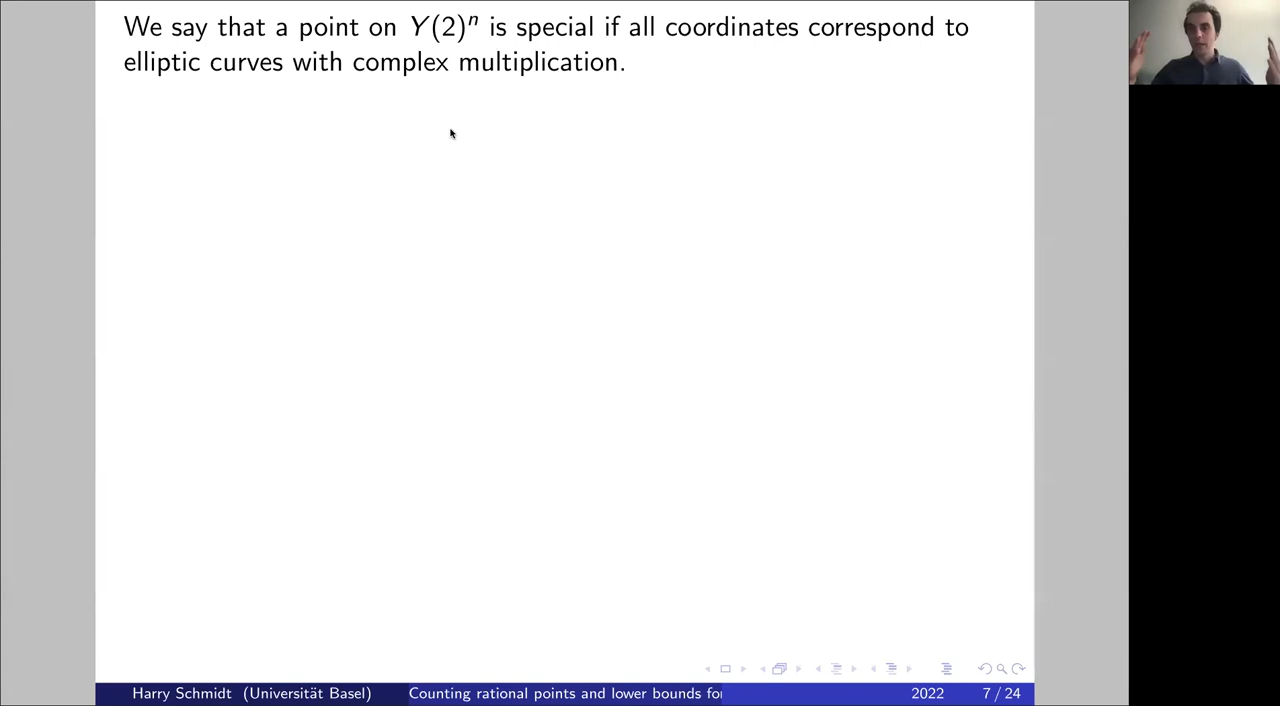 We say that a point on Y(2)ⁿ is special if all coordinates correspond to
elliptic curves with complex multiplication.
Harry Schmidt (Universität Basel) Counting rational points and lower bounds for 2022 7 / 24